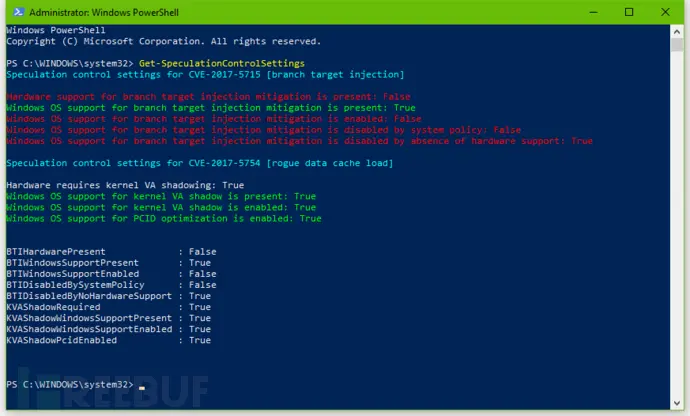 Administrator: Windows PowerShell
Windows PowerShell
Copyright (C) Microsoft Corporation. All rights reserved.
PS C:\WINDOWS\system32> Get-SpeculationControlSettings
Speculation control settings for CVE-2017-5715 [branch target injection]
Hardware support for branch target injection mitigation is present: False
Windows OS support for branch target injection mitigation is present: True
Windows OS support for branch target injection mitigation is enabled: False
Windows OS support for branch target injection mitigation is disabled by system policy: False
Windows OS support for branch target injection mitigation is disabled by absence of hardware support: True
Speculation control settings for CVE-2017-5754 [rogue data cache load]
Hardware requires kernel VA shadowing: True
Windows OS support for kernel VA shadow is present: True
Windows OS support for kernel VA shadow is enabled: True
Windows OS support for PCID optimization is enabled: True
BTIHardwarePresent : False
BTIWindowsSupportPresent : True
BTIWindowsSupportEnabled : False
BTIDisabledBySystemPolicy : False
BTIDisabledByNoHardwareSupport : True
KVAShadowRequired : True
KVAShadowWindowsSupportPresent : True
KVAShadowWindowsSupportEnabled : True
KVAShadowPcidEnabled : True
PS C:\WINDOWS\system32> _
FREEBUF